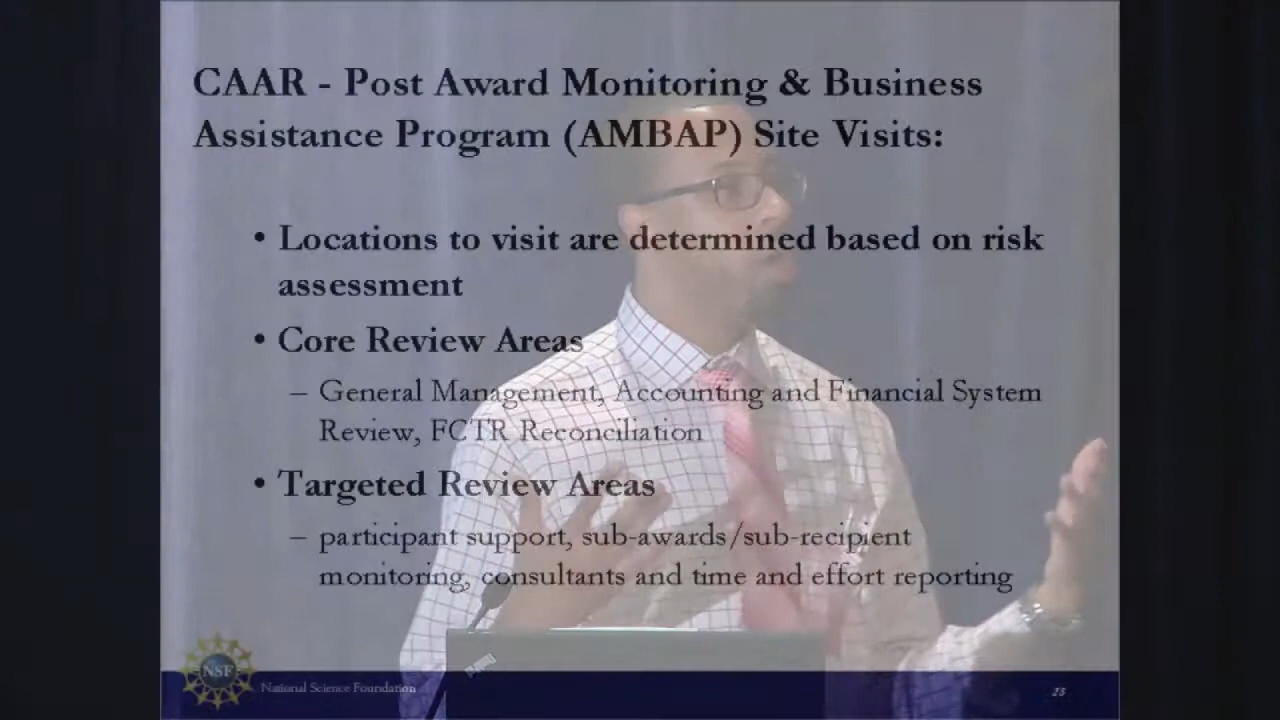 CAAR - Post Award Monitoring & Business
Assistance Program (AMBAP) Site Visits:
• Locations to visit are determined based on risk
assessment
• Core Review Areas
– General Management, Accounting and Financial System
Review, FCTR Reconciliation
• Targeted Review Areas
– participant support, sub-awards/sub-recipient
monitoring, consultants and time and effort reporting
NSF
National Science Foundation